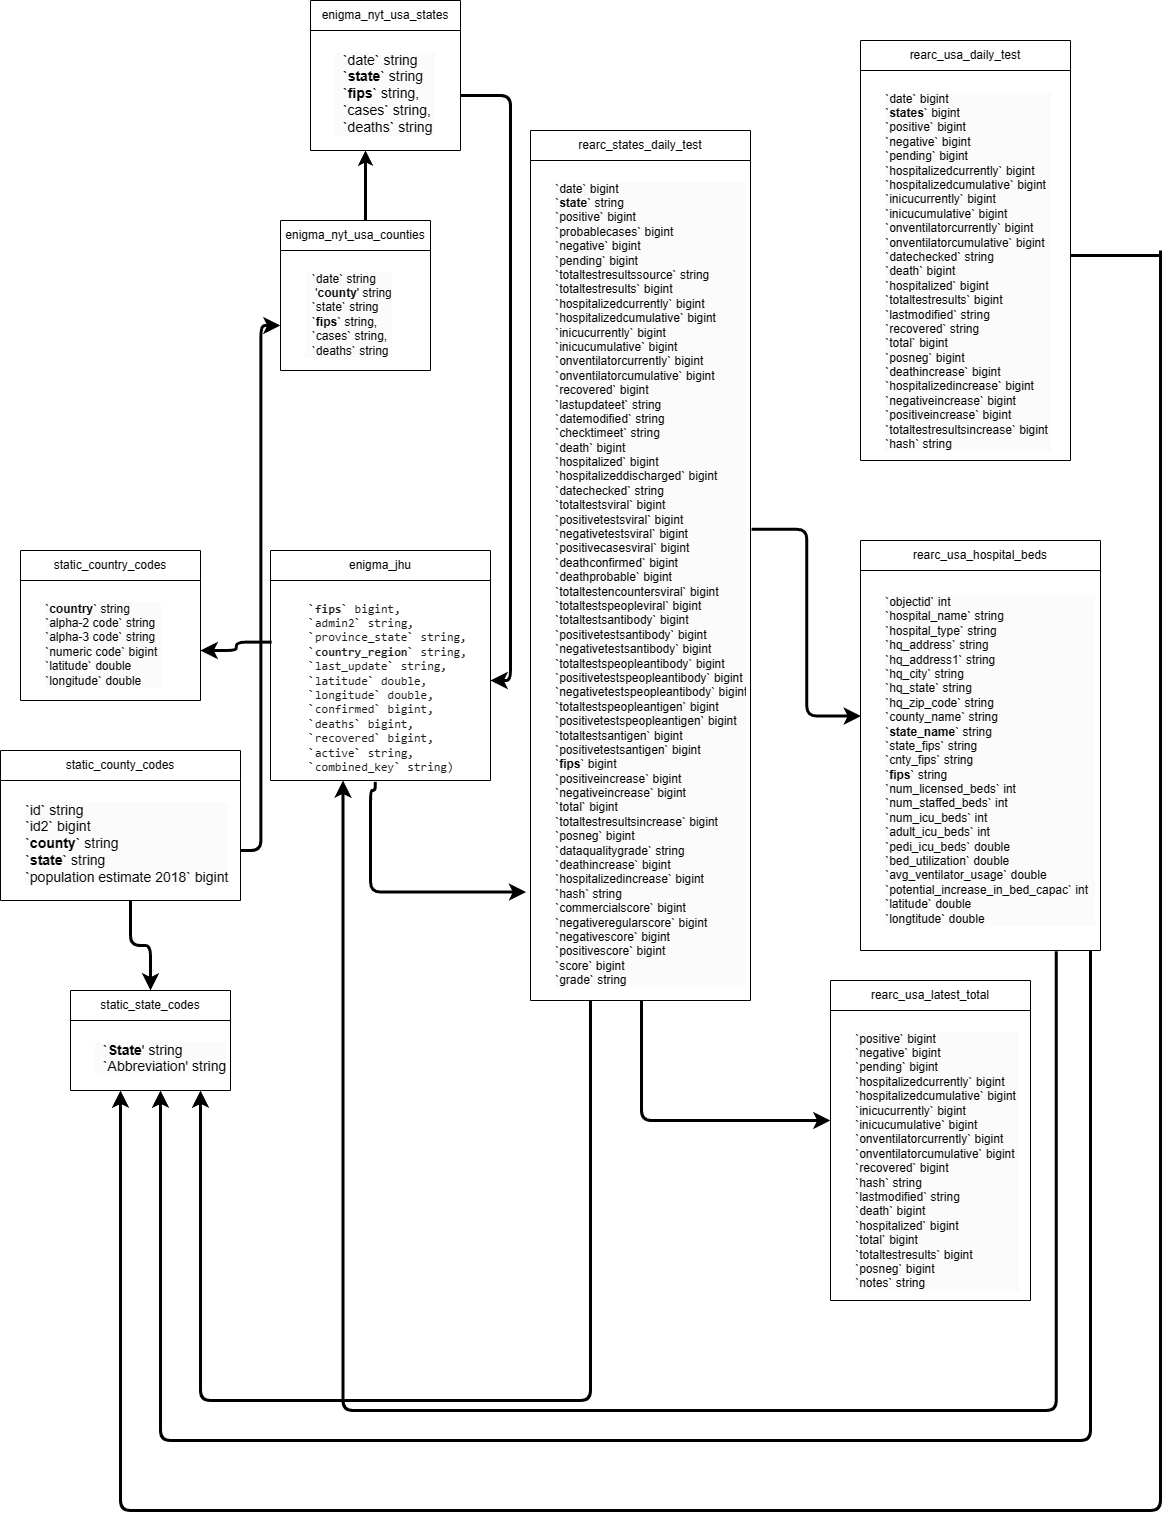 enigma_nyt_usa_states
`date` string
`state` string
`fips` string,
`cases` string,
`deaths` string
enigma_nyt_usa_counties
`date` string
'county' string
`state` string
`fips` string,
`cases` string,
`deaths` string
static_country_codes
`country` string
`alpha-2 code` string
`alpha-3 code` string
`numeric code` bigint
`latitude` double
`longitude` double
enigma_jhu
`fips` bigint,
`admin2` string,
`province_state` string,
`country_region` string,
`last_update` string,
`latitude` double,
`longitude` double,
`confirmed` bigint,
`deaths` bigint,
`recovered` bigint,
`active` string,
`combined_key` string)
static_county_codes
`id` string
`id2` bigint
`county` string
`state` string
`population estimate 2018` bigint
static_state_codes
`State' string
`Abbreviation' string
rearc_states_daily_test
`date` bigint
`state` string
`positive` bigint
`probablecases` bigint
`negative` bigint
`pending` bigint
`totaltestresultssource` string
`totaltestresults` bigint
`hospitalizedcurrently` bigint
`hospitalizedcumulative` bigint
`inicucurrently` bigint
`inicucumulative` bigint
`onventilatorcurrently` bigint
`onventilatorcumulative` bigint
`recovered` bigint
`lastupdateet` string
`datemodified` string
`checktimeet` string
`death` bigint
`hospitalized` bigint
`hospitalizeddischarged` bigint
`datechecked` string
`totaltestsviral` bigint
`positivetestsviral` bigint
`negativetestsviral` bigint
`positivecasesviral` bigint
`deathconfirmed` bigint
`deathprobable` bigint
`totaltestencountersviral` bigint
`totaltestspeopleviral` bigint
`totaltestsantibody` bigint
`positivetestsantibody` bigint
`negativetestsantibody` bigint
`totaltestspeopleantibody` bigint
`positivetestspeopleantibody` bigint
`negativetestspeopleantibody` bigint
`totaltestspeopleantigen` bigint
`positivetestspeopleantigen` bigint
`totaltestsantigen` bigint
`positivetestsantigen` bigint
`fips` bigint
`positiveincrease` bigint
`negativeincrease` bigint
`total` bigint
`totaltestresultsincrease` bigint
`posneg` bigint
`dataqualitygrade` string
`deathincrease` bigint
`hospitalizedincrease` bigint
`hash` string
`commercialscore` bigint
`negativeregularscore` bigint
`negativescore` bigint
`positivescore` bigint
`score` bigint
`grade` string
rearc_usa_daily_test
`date` bigint
`states` bigint
`positive` bigint
`negative` bigint
`pending` bigint
`hospitalizedcurrently` bigint
`hospitalizedcumulative` bigint
`inicucurrently` bigint
`inicucumulative` bigint
`onventilatorcurrently` bigint
`onventilatorcumulative` bigint
`datechecked` string
`death` bigint
`hospitalized` bigint
`totaltestresults` bigint
`lastmodified` string
`recovered` string
`total` bigint
`posneg` bigint
`deathincrease` bigint
`hospitalizedincrease` bigint
`negativeincrease` bigint
`positiveincrease` bigint
`totaltestresultsincrease` bigint
`hash` string
rearc_usa_hospital_beds
`objectid` int
`hospital_name` string
`hospital_type` string
`hq_address` string
`hq_address1` string
`hq_city` string
`hq_state` string
`hq_zip_code` string
`county_name` string
`state_name` string
`state_fips` string
`cnty_fips` string
`fips` string
`num_licensed_beds` int
`num_staffed_beds` int
`num_icu_beds` int
`adult_icu_beds` int
`pedi_icu_beds` double
`bed_utilization` double
`avg_ventilator_usage` double
`potential_increase_in_bed_capac` int
`latitude` double
`longtitude` double
rearc_usa_latest_total
`positive` bigint
`negative` bigint
`pending` bigint
`hospitalizedcurrently` bigint
`hospitalizedcumulative` bigint
`inicucurrently` bigint
`inicucumulative` bigint
`onventilatorcurrently` bigint
`onventilatorcumulative` bigint
`recovered` bigint
`hash` string
`lastmodified` string
`death` bigint
`hospitalized` bigint
`total` bigint
`totaltestresults` bigint
`posneg` bigint
`notes` string